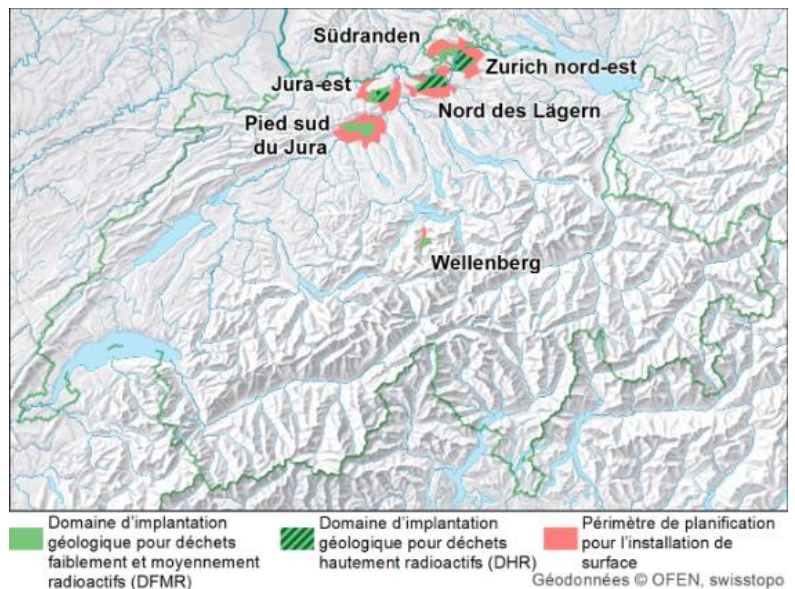 Südranden
Zurich nord-est
Jura-est
Nord des Lägern
Pied sud
du Jura
Wellenberg
Domaine d'implantation
géologique pour déchets
faiblement et moyennement
radioactifs (DFMR)
Domaine d'implantation
géologique pour déchets
hautement radioactifs (DHR)
Périmètre de planification
pour l'installation de
surface
Géodonnées © OFEN, swisstopo